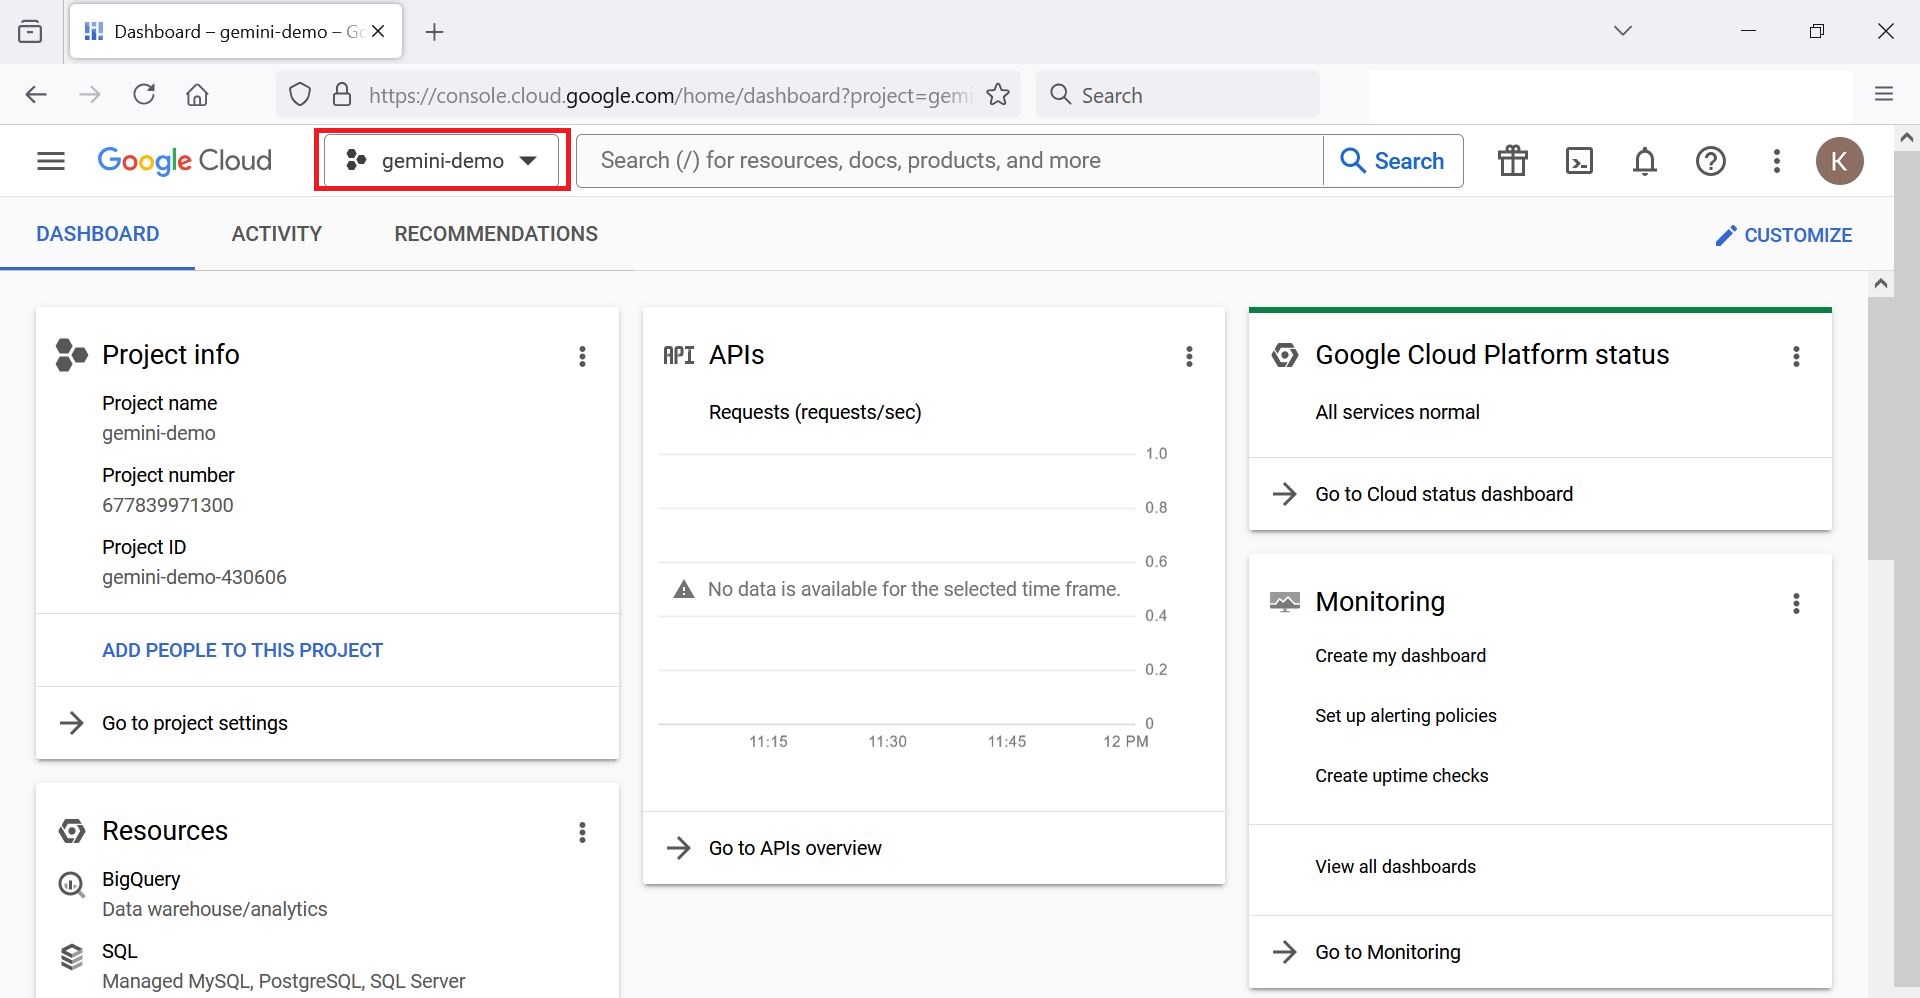 Dashboard – gemini-demo – Go
https://console.cloud.google.com/home/dashboard?project=gemi
Search
Google Cloud
gemini-demo
Search (/) for resources, docs, products, and more
Search
K
DASHBOARD
ACTIVITY
RECOMMENDATIONS
CUSTOMIZE
Project info
Project name
gemini-demo
Project number
677839971300
Project ID
gemini-demo-430606
ADD PEOPLE TO THIS PROJECT
Go to project settings
Resources
BigQuery
Data warehouse/analytics
SQL
Managed MySQL, PostgreSQL, SQL Server
API APIs
Requests (requests/sec)
1.0
0.8
0.6
No data is available for the selected time frame.
0.4
0.2
0
11:15 11:30 11:45 12 PM
Go to APIs overview
Google Cloud Platform status
All services normal
Go to Cloud status dashboard
Monitoring
Create my dashboard
Set up alerting policies
Create uptime checks
View all dashboards
Go to Monitoring